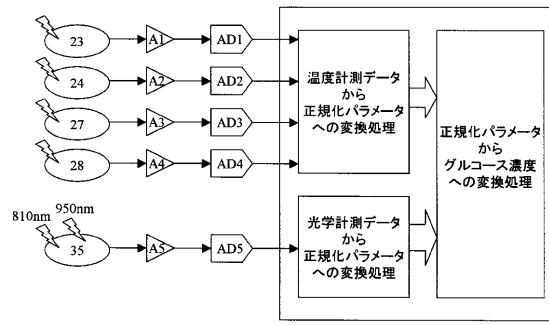 23 A1 AD1
24 A2 AD2
27 A3 AD3
28 A4 AD4
温度計測データ
から
正規化パラメータ
への変換処理
正規化パラメータ
から
グルコース濃度
への変換処理
810nm 950nm
35 A5 AD5
光学計測データ
から
正規化パラメータ
への変換処理